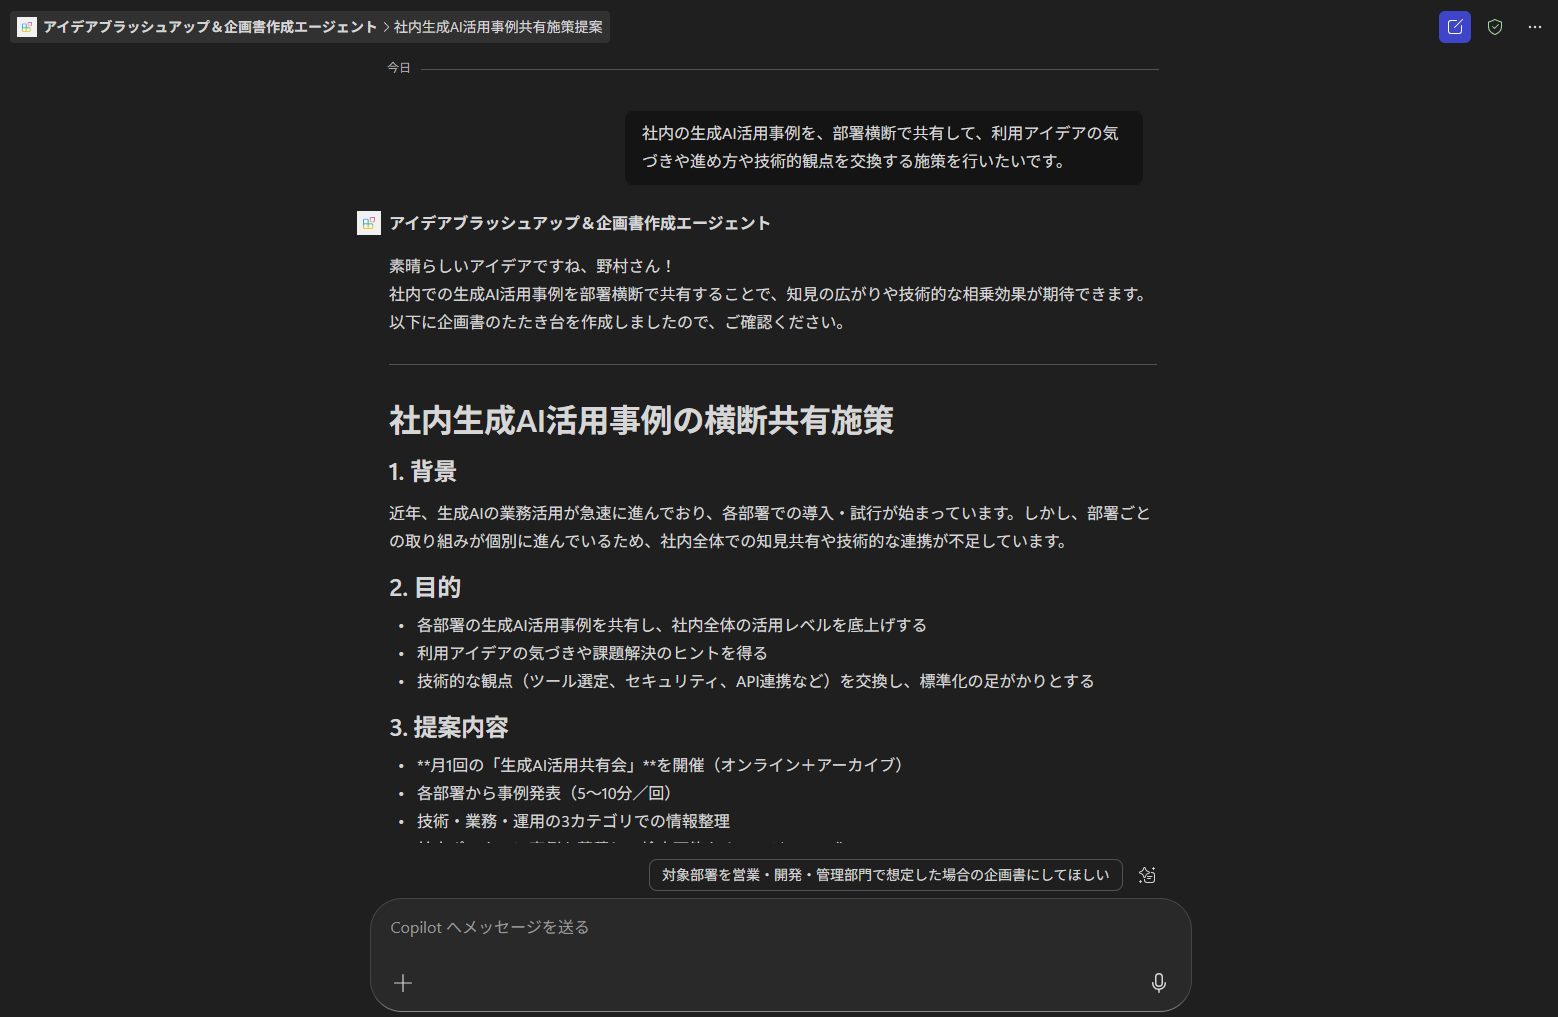 アイデアブラッシュアップ＆企画書作成エージェント > 社内生成AI活用事例共有施策提案
今日
社内の生成AI活用事例を、部署横断で共有して、利用アイデアの気
づきや進め方や技術的観点を交換する施策を行いたいです。
アイデアブラッシュアップ＆企画書作成エージェント
素晴らしいアイデアですね、野村さん！
社内での生成AI活用事例を部署横断で共有することで、知見の広がりや技術的な相乗効果が期待できます。
以下に企画書のたたき台を作成しましたので、ご確認ください。
社内生成AI活用事例の横断共有施策
1. 背景
近年、生成AIの業務活用が急速に進んでおり、各部署での導入・試行が始まっています。しかし、部署ごと
の取り組みが個別に進んでいるため、社内全体での知見共有や技術的な連携が不足しています。
2. 目的
• 各部署の生成AI活用事例を共有し、社内全体の活用レベルを底上げする
• 利用アイデアの気づきや課題解決のヒントを得る
• 技術的な観点（ツール選定、セキュリティ、API連携など）を交換し、標準化の足がかりとする
3. 提案内容
• **月1回の「生成AI活用共有会」**を開催（オンライン＋アーカイブ）
• 各部署から事例発表（5〜10分／回）
• 技術・業務・運用の3カテゴリでの情報整理
対象部署を営業・開発・管理部門で想定した場合の企画書にしてほしい
Copilot へメッセージを送る